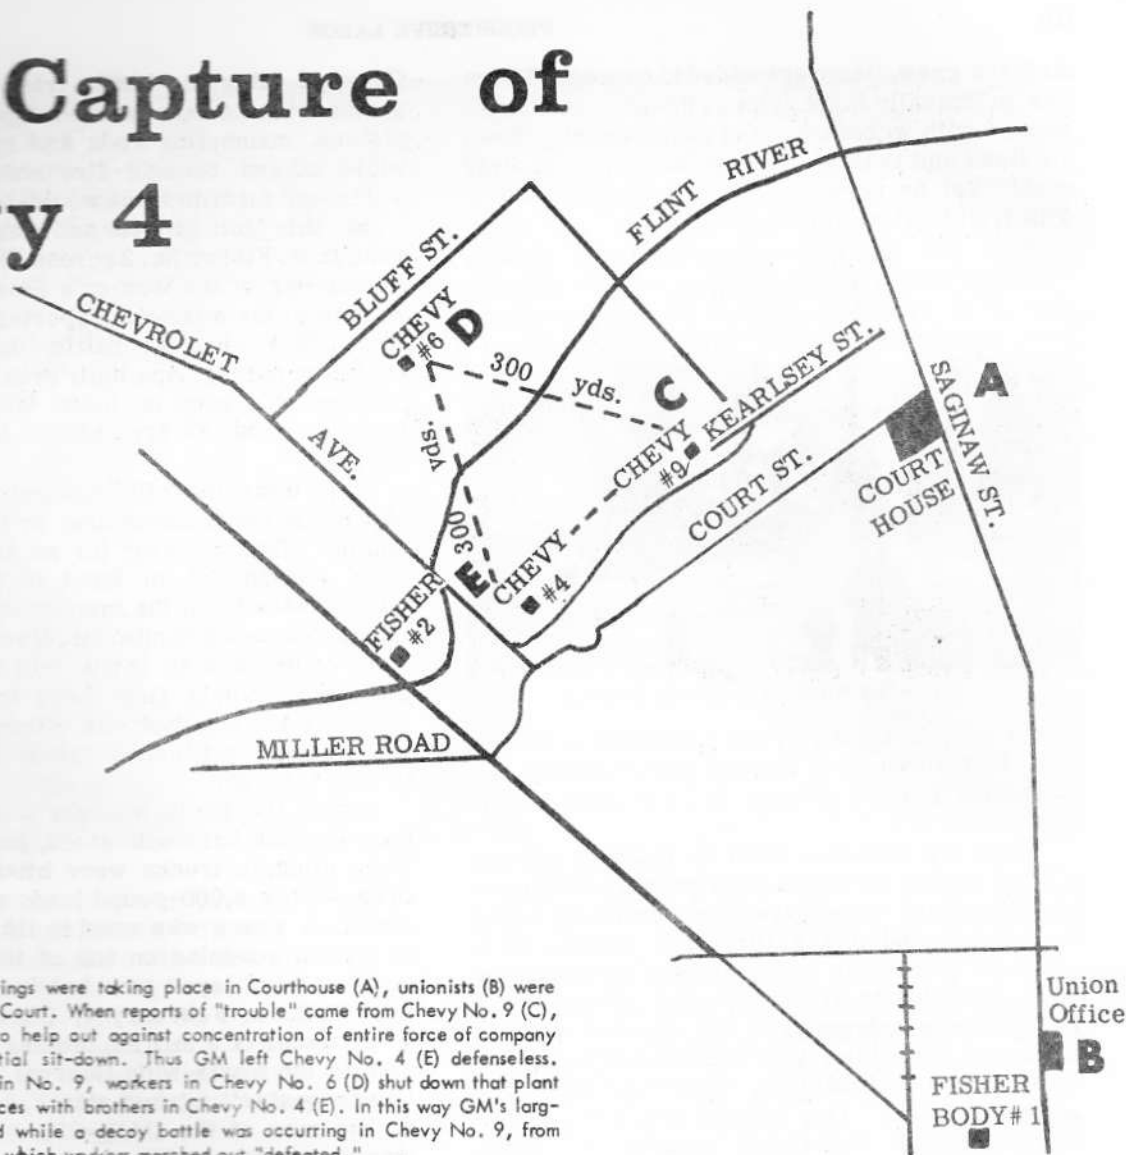 Capture of
y 4
FLINT RIVER
BLUFF ST.
CHEVROLET
AVE.
CHEVY
#6
D
300 yds.
C
KEARLSEY ST.
CHEVY
#9
yds.
300
E
CHEVY
#4
FISHER
#2
COURT ST.
COURT
HOUSE
A
SAGINAW ST.
MILLER ROAD
Union
Office
B
FISHER
BODY#1
ings were taking place in Courthouse (A), unionists (B) were
Court. When reports of "trouble" came from Chevy No. 9 (C),
o help out against concentration of entire force of company
tial sit-down. Thus GM left Chevy No. 4 (E) defenseless.
in No. 9, workers in Chevy No. 6 (D) shut down that plant
ces with brothers in Chevy No. 4 (E). In this way GM's larg-
d while a decoy battle was occurring in Chevy No. 9, from
which workers marched out "defeated."